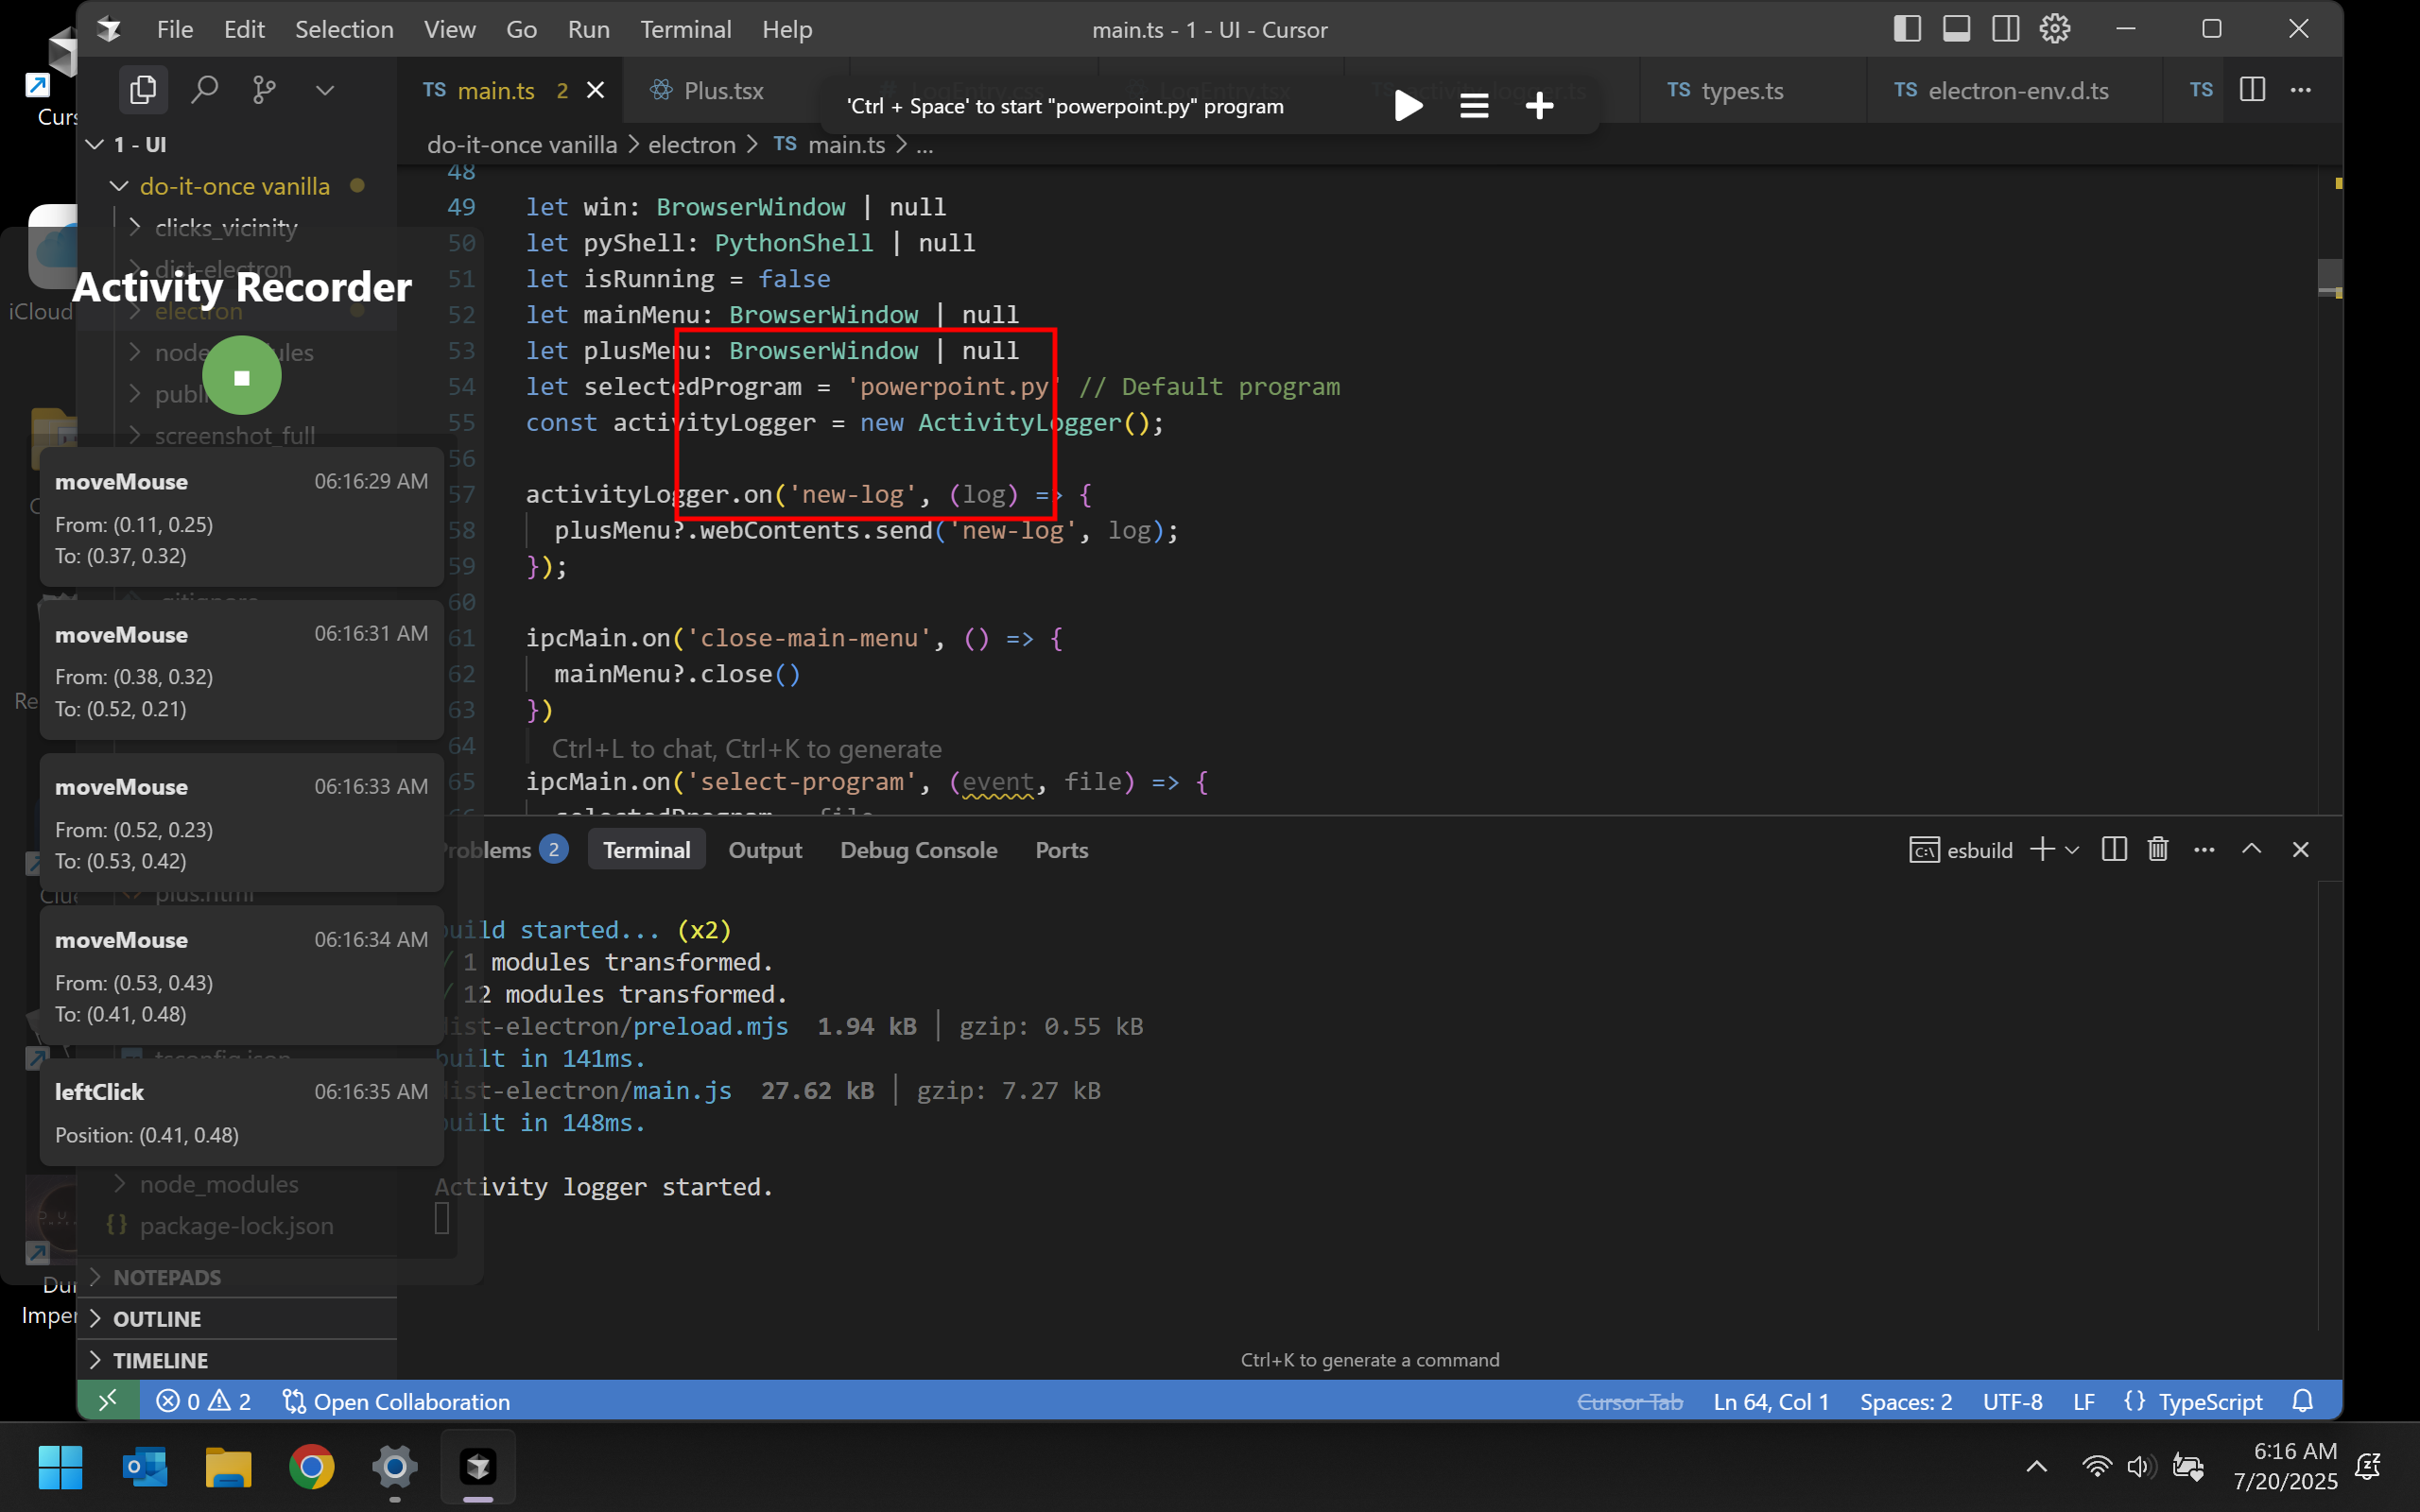 File Edit Selection View Go Run Terminal Help
main.ts - 1 - UI - Cursor
TS main.ts 2
Plus.tsx
'Ctrl + Space' to start "powerpoint.py" program
TS types.ts
TS electron-env.d.ts
TS
do-it-once vanilla > electron > TS main.ts > ...
1 - UI
do-it-once vanilla
clicks_vicinity
dist-electron
electron
screenshot_full
Activity Recorder
moveMouse 06:16:29 AM
From: (0.11, 0.25)
To: (0.37, 0.32)
moveMouse 06:16:31 AM
From: (0.38, 0.32)
To: (0.52, 0.21)
moveMouse 06:16:33 AM
From: (0.52, 0.23)
To: (0.53, 0.42)
moveMouse 06:16:34 AM
From: (0.53, 0.43)
To: (0.41, 0.48)
leftClick 06:16:35 AM
Position: (0.41, 0.48)
node_modules
{} package-lock.json
NOTEPADS
OUTLINE
TIMELINE
48
49 let win: BrowserWindow | null
50 let pyShell: PythonShell | null
51 let isRunning = false
52 let mainMenu: BrowserWindow | null
53 let plusMenu: BrowserWindow | null
54 let selectedProgram = 'powerpoint.py' // Default program
55 const activityLogger = new ActivityLogger();
56
57 activityLogger.on('new-log', (log) => {
58 plusMenu?.webContents.send('new-log', log);
59 });
60
61 ipcMain.on('close-main-menu', () => {
62 mainMenu?.close()
63 })
64 Ctrl+L to chat, Ctrl+K to generate
65 ipcMain.on('select-program', (event, file) => {
Problems 2 Terminal Output Debug Console Ports
esbuild
build started... (x2)
1 modules transformed.
12 modules transformed.
dist-electron/preload.mjs 1.94 kB │ gzip: 0.55 kB
built in 141ms.
dist-electron/main.js 27.62 kB │ gzip: 7.27 kB
built in 148ms.
Activity logger started.
Ctrl+K to generate a command
0 2 Open Collaboration
Cursor Tab Ln 64, Col 1 Spaces: 2 UTF-8 LF {} TypeScript
iCloud
6:16 AM
7/20/2025